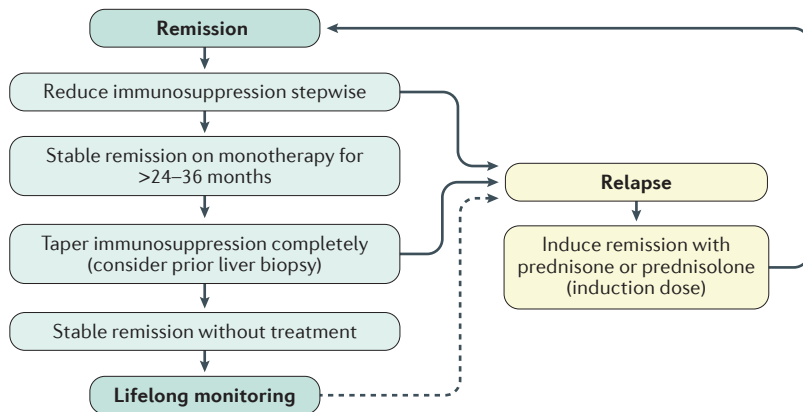 Remission
Reduce immunosuppression stepwise
Stable remission on monotherapy for
>24–36 months
Taper immunosuppression completely
(consider prior liver biopsy)
Stable remission without treatment
Lifelong monitoring
Relapse
Induce remission with
prednisone or prednisolone
(induction dose)